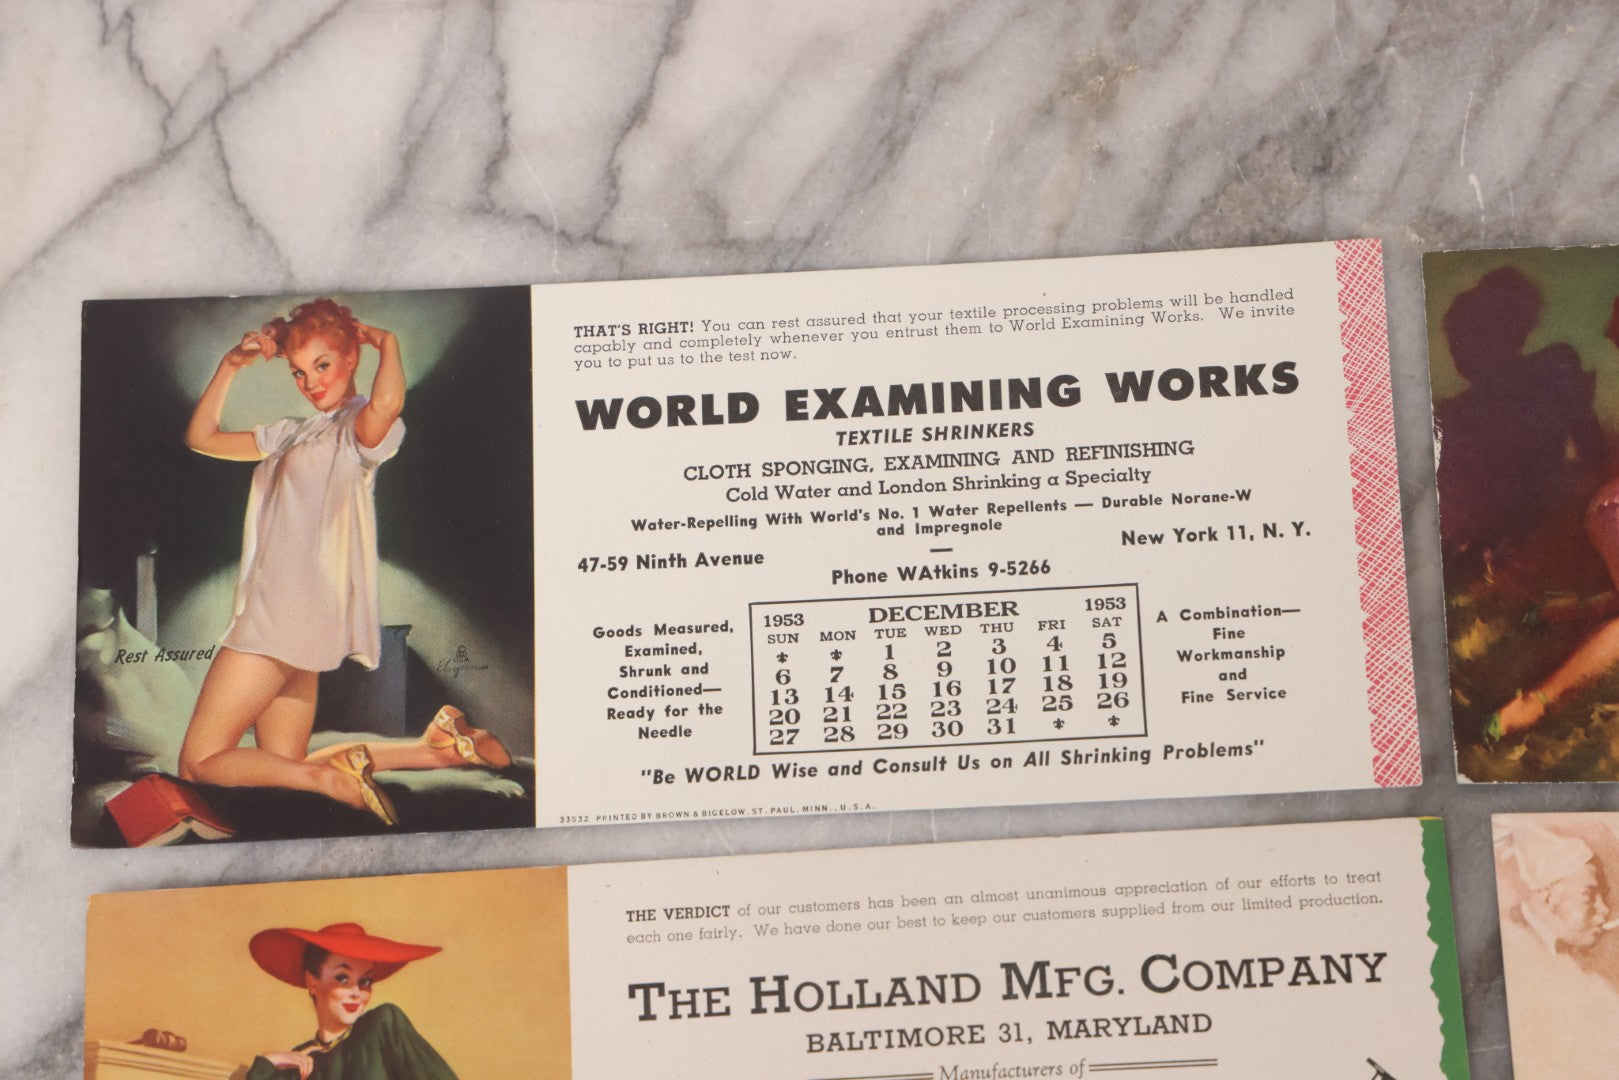 THAT'S RIGHT! You can rest assured that your textile processing problems will be handled
capably and completely whenever you entrust them to World Examining Works. We invite
you to put us to the test now.
WORLD EXAMINING WORKS
TEXTILE SHRINKERS
CLOTH SPONGING, EXAMINING AND REFINISHING
Cold Water and London Shrinking a Specialty
Water-Repelling With World's No. 1 Water Repellents — Durable Norane-W
and Impregnole
47-59 Ninth Avenue
New York 11, N. Y.
Phone WAtkins 9-5266
Goods Measured,
Examined,
Shrunk and
Conditioned—
Ready for the
Needle
1953 DECEMBER 1953
SUN MON TUE WED THU FRI SAT
* * 1 2 3 4 5
6 7 8 9 10 11 12
13 14 15 16 17 18 19
20 21 22 23 24 25 26
27 28 29 30 31 * *
A Combination—
Fine
Workmanship
and
Fine Service
"Be WORLD Wise and Consult Us on All Shrinking Problems"
33532 PRINTED BY BROWN & BIGELOW, ST. PAUL, MINN., U.S.A.
Rest Assured
USA
Elvgren
THE VERDICT of our customers has been an almost unanimous appreciation of our efforts to treat
each one fairly. We have done our best to keep our customers supplied from our limited production.
THE HOLLAND MFG. COMPANY
BALTIMORE 31, MARYLAND
Manufacturers of